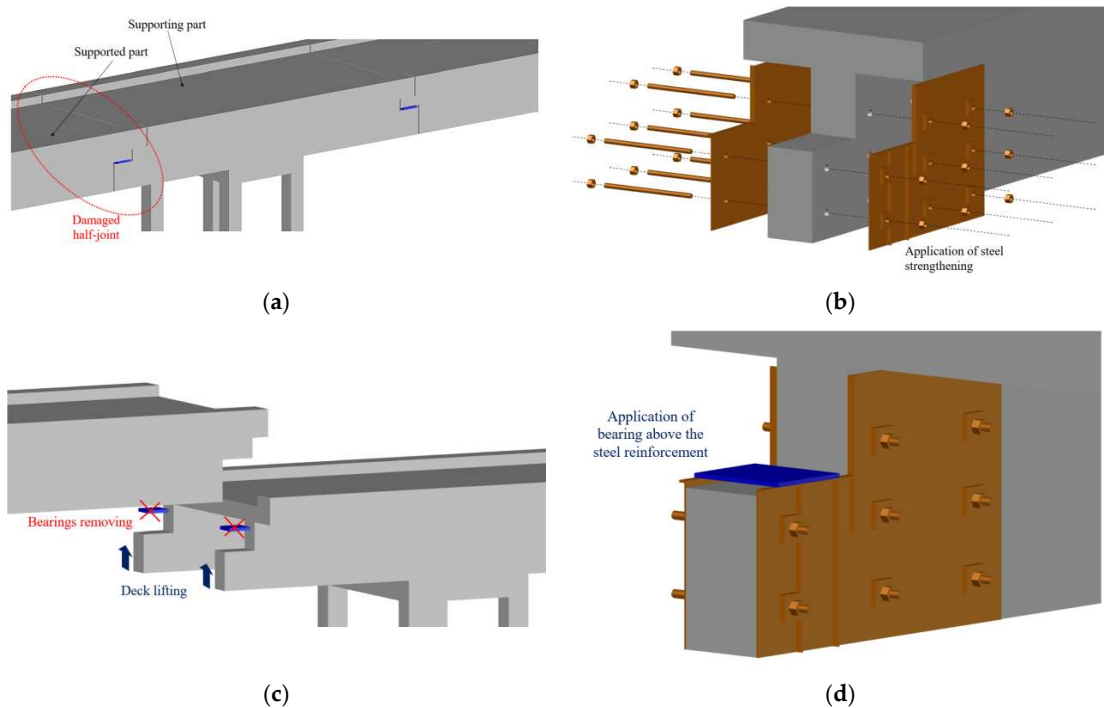 Supporting part
Supported part
Damaged
half-joint
(a)
Application of steel
strengthening
(b)
Bearings removing
Deck lifting
(c)
Application of
bearing above the
steel reinforcement
(d)